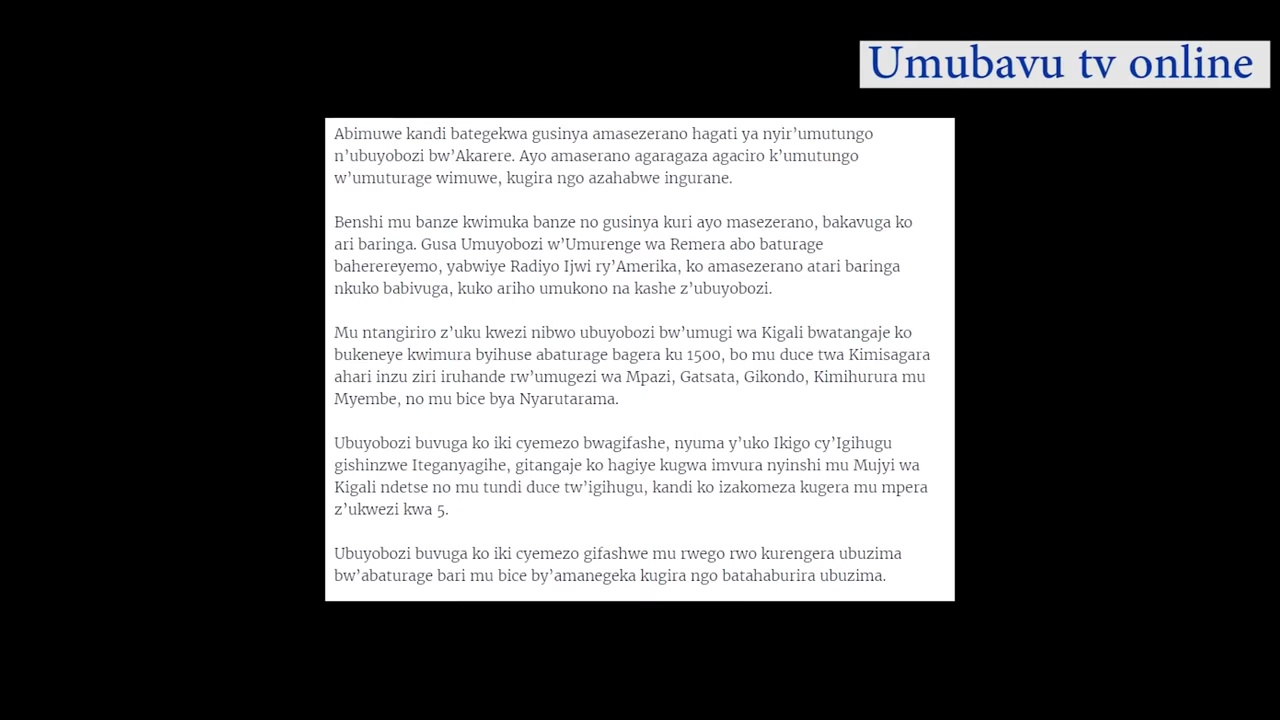 Umubavu tv online
Abimuwe kandi bategekwa gusinya amasezerano hagati ya nyir’umutungo
n’ubuyobozi bw’Akarere. Ayo amaserano agaragaza agaciro k’umutungo
w’umuturage wimuwe, kugira ngo azahabwe ingurane.
Benshi mu banze kwimuka banze no gusinya kuri ayo masezerano, bakavuga ko
ari baringa. Gusa Umuyobozi w’Umurenge wa Remera abo baturage
baherereyemo, yabwiye Radiyo Ijwi ry’Amerika, ko amasezerano atari baringa
nkuko babivuga, kuko ariho umukono na kashe z’ubuyobozi.
Mu ntangiriro z’uku kwezi nibwo ubuyobozi bw’umugi wa Kigali bwatangaje ko
bukeneye kwimura byihuse abaturage bagera ku 1500, bo mu duce twa Kimisagara
ahari inzu ziri iruhande rw’umugezi wa Mpazi, Gatsata, Gikondo, Kimihurura mu
Myembe, no mu bice bya Nyarutarama.
Ubuyobozi buvuga ko iki cyemezo bwagifashe, nyuma y’uko Ikigo cy’Igihugu
gishinzwe Iteganyagihe, gitangaje ko hagiye kugwa imvura nyinshi mu Mujyi wa
Kigali ndetse no mu tundi duce tw’igihugu, kandi ko izakomeza kugera mu mpera
z’ukwezi kwa 5.
Ubuyobozi buvuga ko iki cyemezo gifashwe mu rwego rwo kurengera ubuzima
bw’abaturage bari mu bice by’amanegeka kugira ngo batahaburira ubuzima.